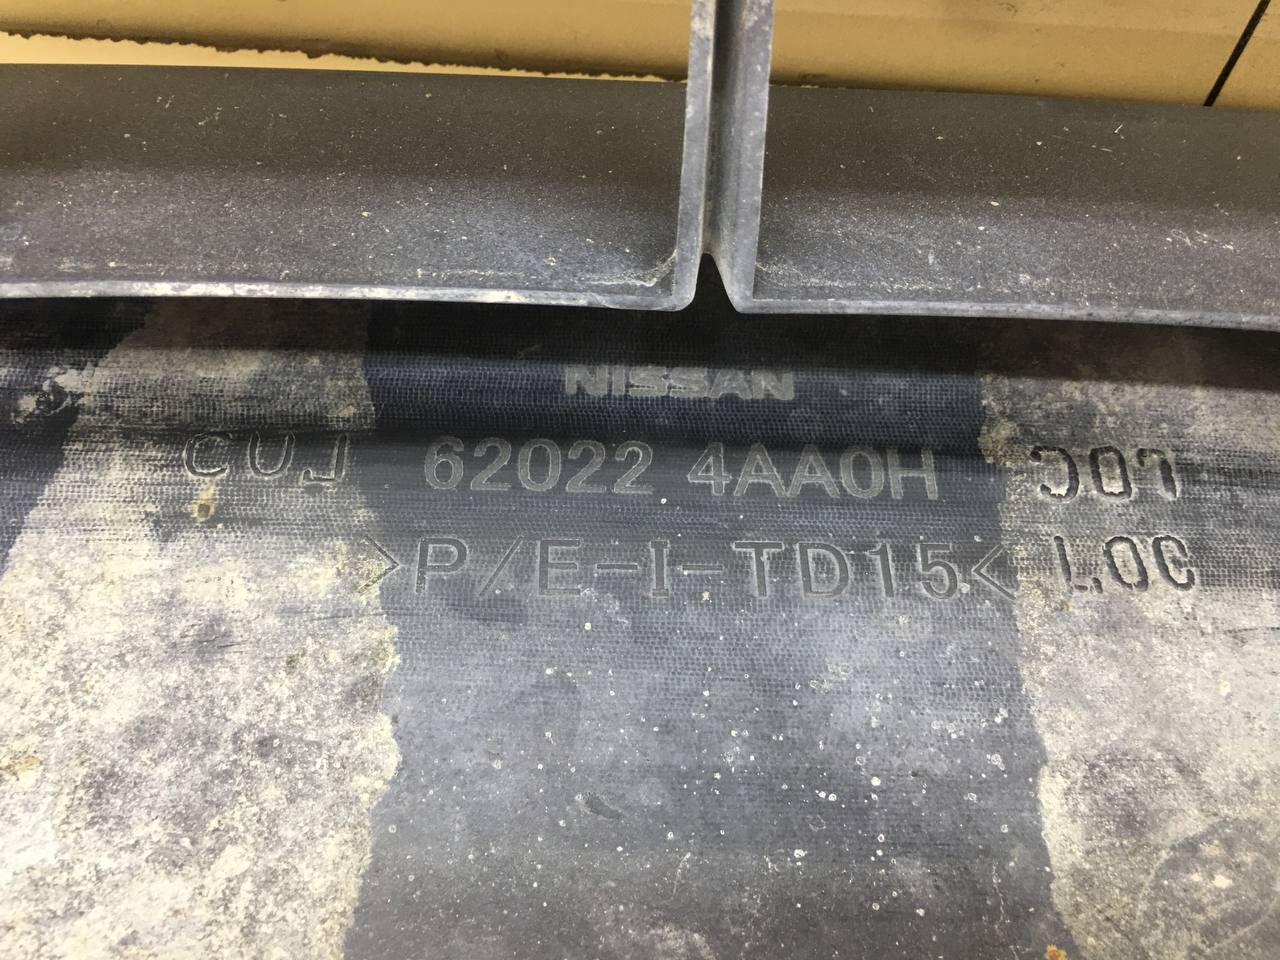 NISSAN
62022 4AA0H
>P/E-I-TD15<